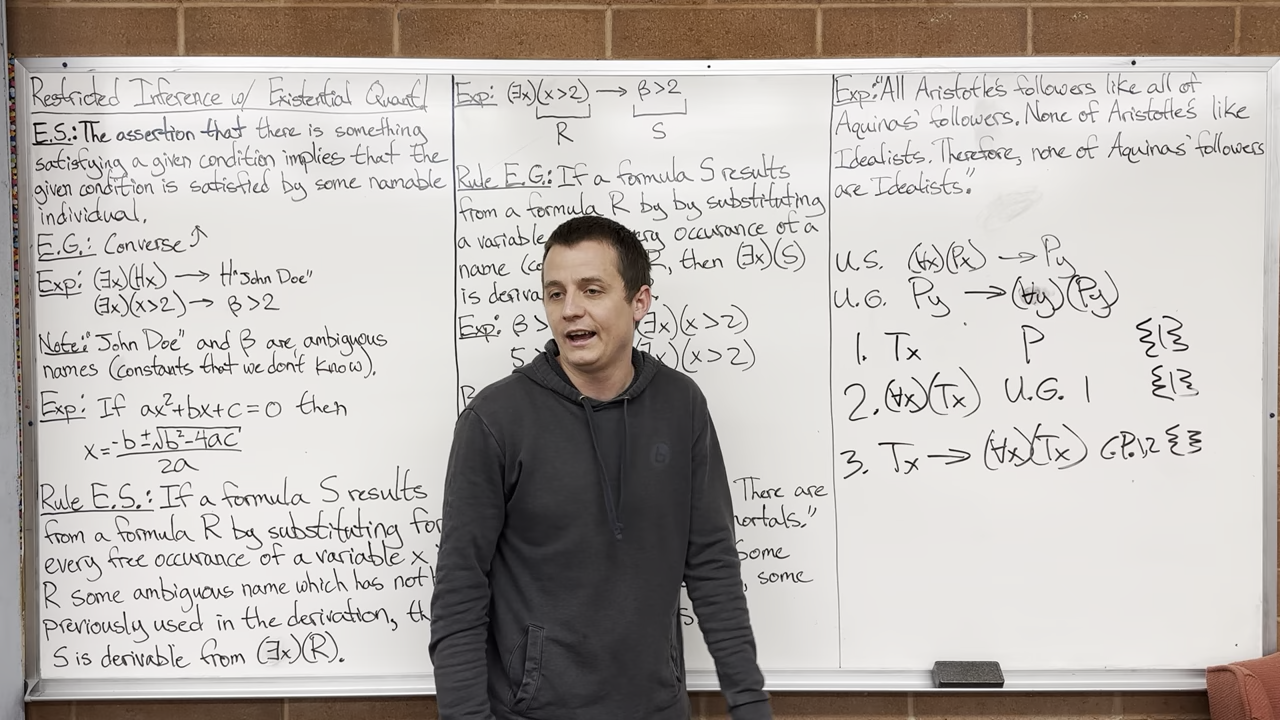 Restricted Inference w/ Existential Quant!
E.S.: The assertion that there is something
satisfying a given condition implies that the
given condition is satisfied by some namable
individual.
E.G.: Converse ↑
Exp: (∃x)(Hx) → H"John Doe"
(∃x)(x>2) → β>2
Note: "John Doe" and β are ambiguous
names (constants that we don't know).
Exp: If ax²+bx+c=0 then
x = -b±√b²-4ac
2a
Rule E.S.: If a formula S results
from a formula R by substituting for
every free occurance of a variable x
R some ambiguous name which has not
previously used in the derivation,
S is derivable from (∃x)(R).
Exp: (∃x)(x>2) → β>2
R S
Rule E.G.: If a formula S results
from a formula R by by substituting
a variable occurance of a
name then (∃x)(S)
is
Exp: β> (∃x)(x>2)
5 (x>2)
There are
Some
some
Exp: "All Aristotle's followers like all of
Aquinas' followers. None of Aristotle's like
Idealists. Therefore, none of Aquinas' followers
are Idealists."
U.S. (∀x)(Px) → Py
U.G. Py → (∀y)(Py)
1. Tx P {1}
2. (∀x)(Tx) U.G. 1 {1}
3. Tx → (∀x)(Tx) C.P. 1,2 {}